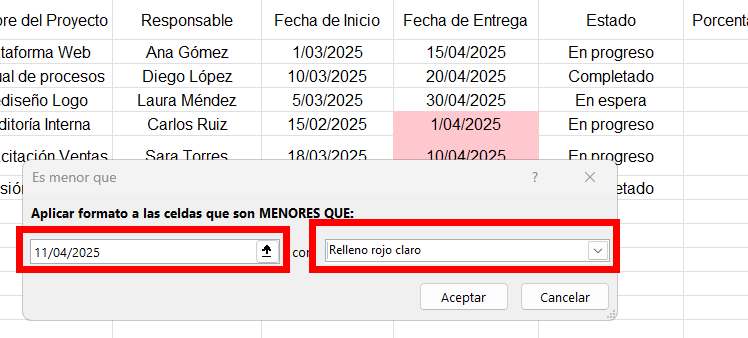 re del Proyecto Responsable Fecha de Inicio Fecha de Entrega Estado Porcenta
taforma Web Ana Gómez 1/03/2025 15/04/2025 En progreso
ual de procesos Diego López 10/03/2025 20/04/2025 Completado
ediseño Logo Laura Méndez 5/03/2025 30/04/2025 En espera
ditoría Interna Carlos Ruiz 15/02/2025 1/04/2025 En progreso
citación Ventas Sara Torres 18/03/2025 10/04/2025 En progreso
sión etado
Es menor que ?
Aplicar formato a las celdas que son MENORES QUE:
11/04/2025 con Relleno rojo claro
Aceptar Cancelar